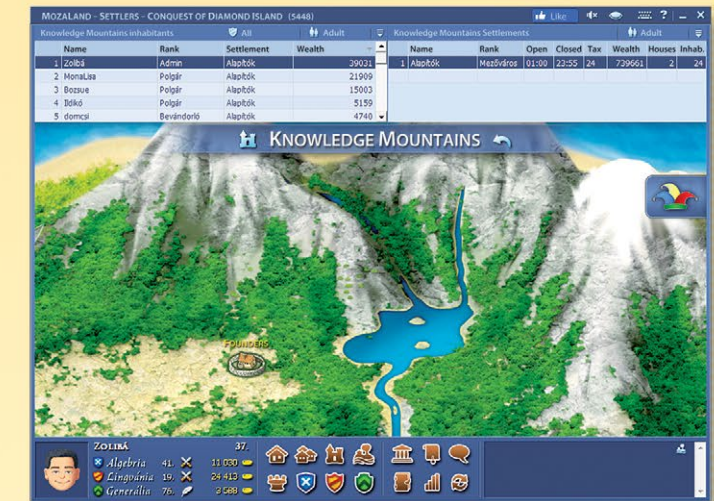 MOZALAND - SETTLERS - CONQUEST OF DIAMOND ISLAND (5448) Like ?
Knowledge Mountains inhabitants All Adult Knowledge Mountains Settlements Adult
Name Rank Settlement Wealth Name Rank Open Closed Tax Wealth Houses Inhab.
1 Zolibá Admin Alapítók 39031 1 Alapítók Mezőváros 01:00 23:55 24 739661 2 24
2 MonaLisa Polgár Alapítók 21909
3 Bozsue Polgár Alapítók 15003
4 Ildikó Polgár Alapítók 5159
5 domcsi Bevándorló Alapítók 4740
KNOWLEDGE MOUNTAINS
FOUNDERS
ZOLIBÁ 37.
Algebria 41. 11 030
Lingvánia 19. 24 413
Generália 76. 3 588